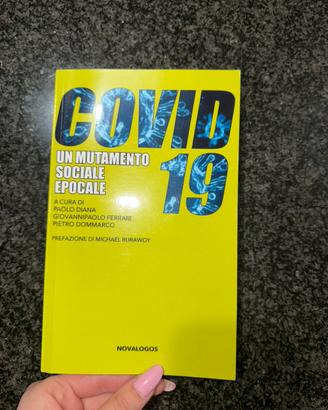 COVID
19
UN MUTAMENTO
SOCIALE
EPOCALE
A CURA DI
PAOLO DIANA
GIOVANNIPAOLO FERRARI
PIETRO DOMMARCO
PREFAZIONE DI MICHAEL BURAWOY
NOVALOGOS